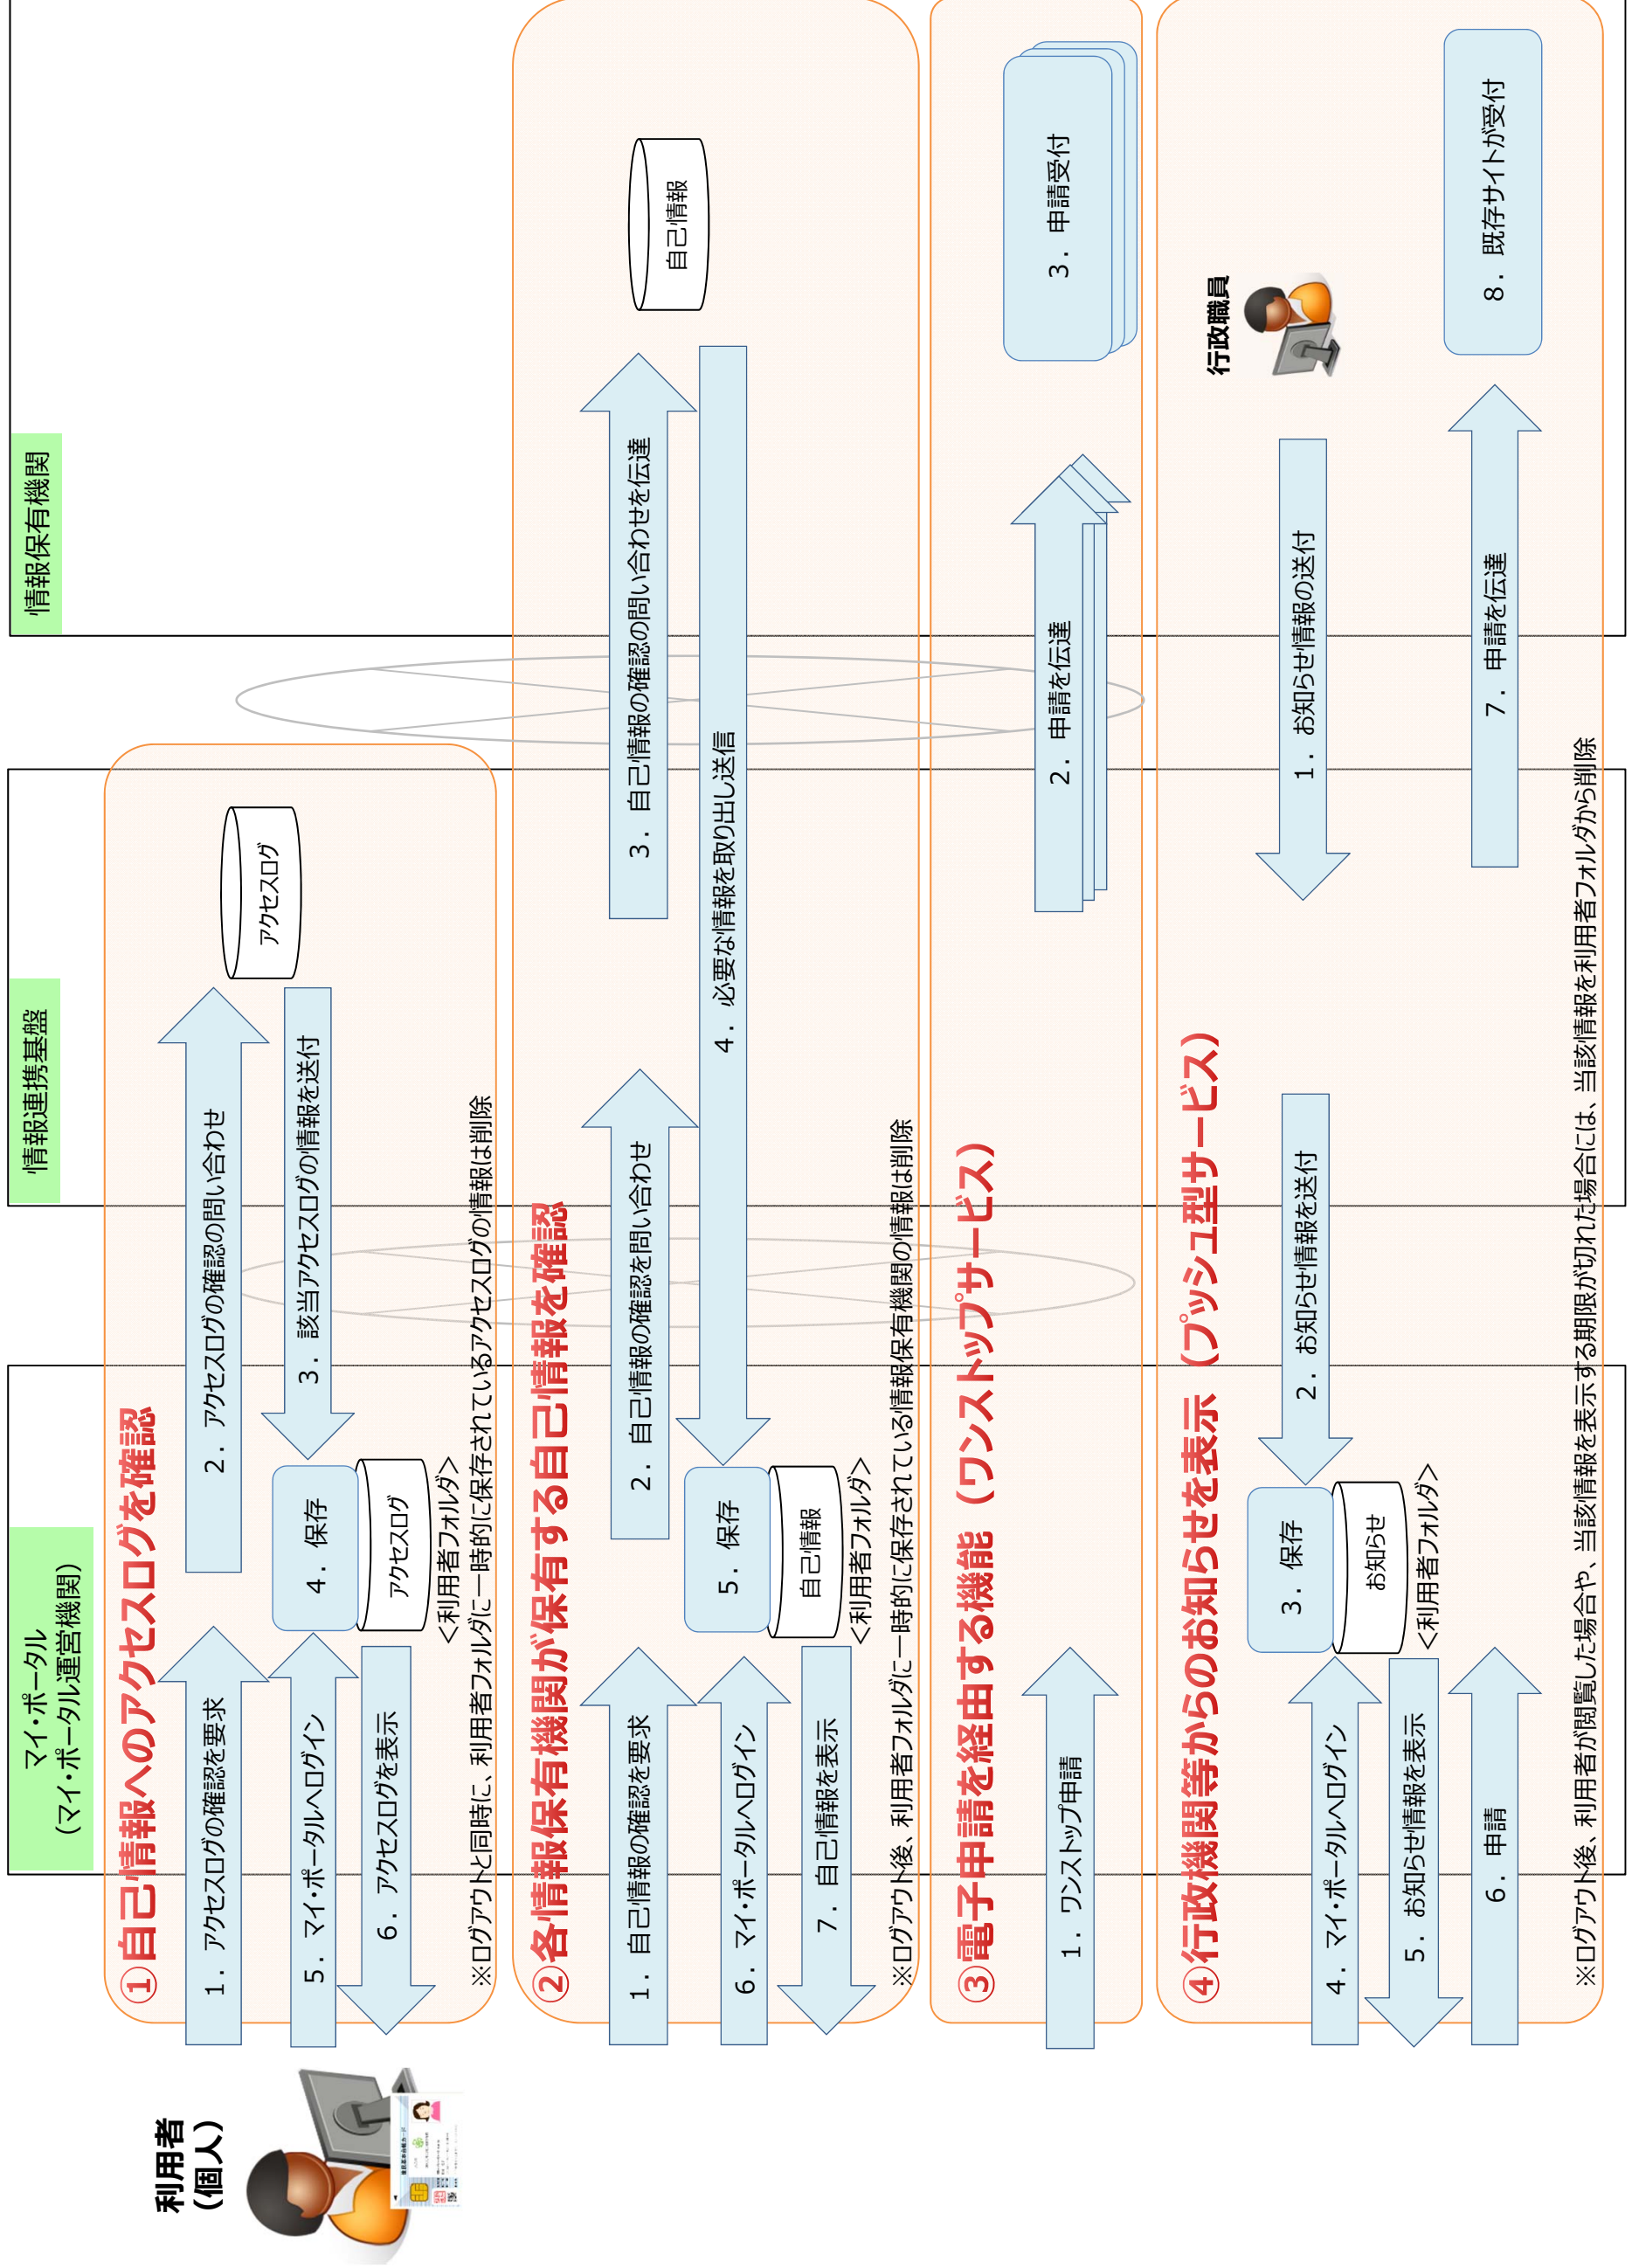 利用者
（個人）
マイ・ポータル
（マイ・ポータル運営機関）
情報連携基盤
情報保有機関
①自己情報へのアクセスログを確認
1．アクセスログの確認を要求
2．アクセスログの確認の問い合わせ
アクセスログ
3．該当アクセスログの情報を送付
4．保存
アクセスログ
＜利用者フォルダ＞
5．マイ・ポータルへログイン
6．アクセスログを表示
※ログアウトと同時に、利用者フォルダに一時的に保存されているアクセスログの情報は削除
②各情報保有機関が保有する自己情報を確認
1．自己情報の確認を要求
2．自己情報の確認を問い合わせ
3．自己情報の確認の問い合わせを伝達
自己情報
4．必要な情報を取り出し送信
5．保存
自己情報
＜利用者フォルダ＞
6．マイ・ポータルへログイン
7．自己情報を表示
※ログアウト後、利用者フォルダに一時的に保存されている情報保有機関の情報は削除
③電子申請を経由する機能（ワンストップサービス）
1．ワンストップ申請
2．申請を伝達
3．申請受付
④行政機関等からのお知らせを表示（プッシュ型サービス）
行政職員
1．お知らせ情報の送付
2．お知らせ情報を送付
3．保存
お知らせ
＜利用者フォルダ＞
4．マイ・ポータルへログイン
5．お知らせ情報を表示
6．申請
7．申請を伝達
8．既存サイトが受付
※ログアウト後、利用者が閲覧した場合や、当該情報を表示する期限が切れた場合には、当該情報を利用者フォルダから削除